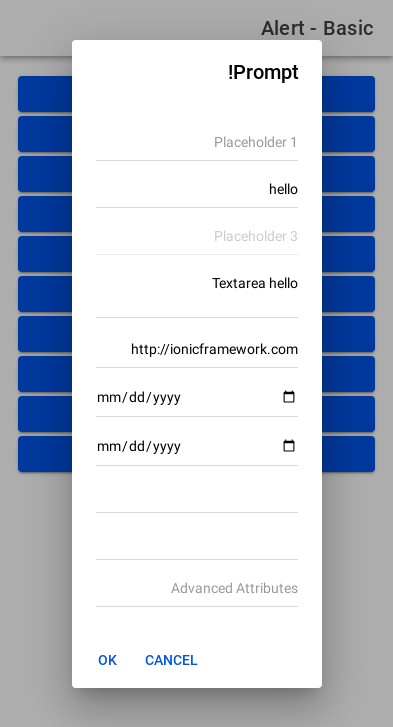 Alert - Basic
!Prompt
Placeholder 1
hello
Placeholder 3
Textarea hello
http://ionicframework.com
mm/dd/yyyy
mm/dd/yyyy
Advanced Attributes
OK CANCEL